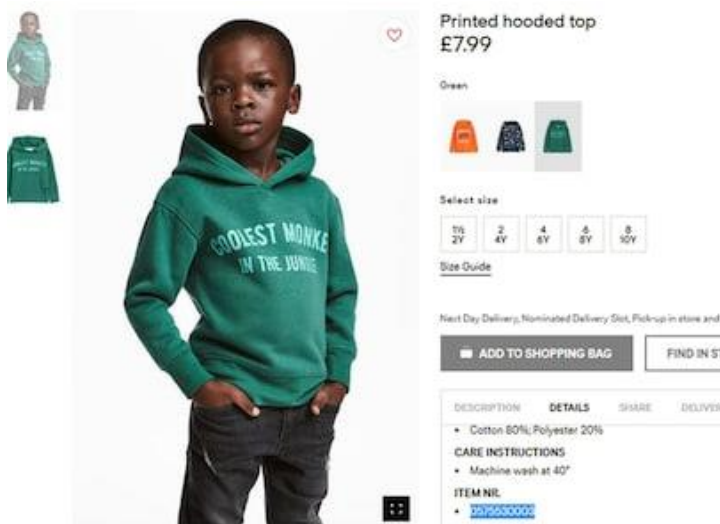 Printed hooded top
£7.99
Green
COOLEST MONKE
IN THE JUNGLE
Select size
1½ 2Y
2 4Y
4 6Y
6 8Y
8 10Y
Size Guide
Next Day Delivery, Nominated Delivery Slot, Pick-up in store and
ADD TO SHOPPING BAG
FIND IN S
DESCRIPTION DETAILS SHARE DELIVER
• Cotton 80%; Polyester 20%
CARE INSTRUCTIONS
• Machine wash at 40°
ITEM NR.
• 0575530003